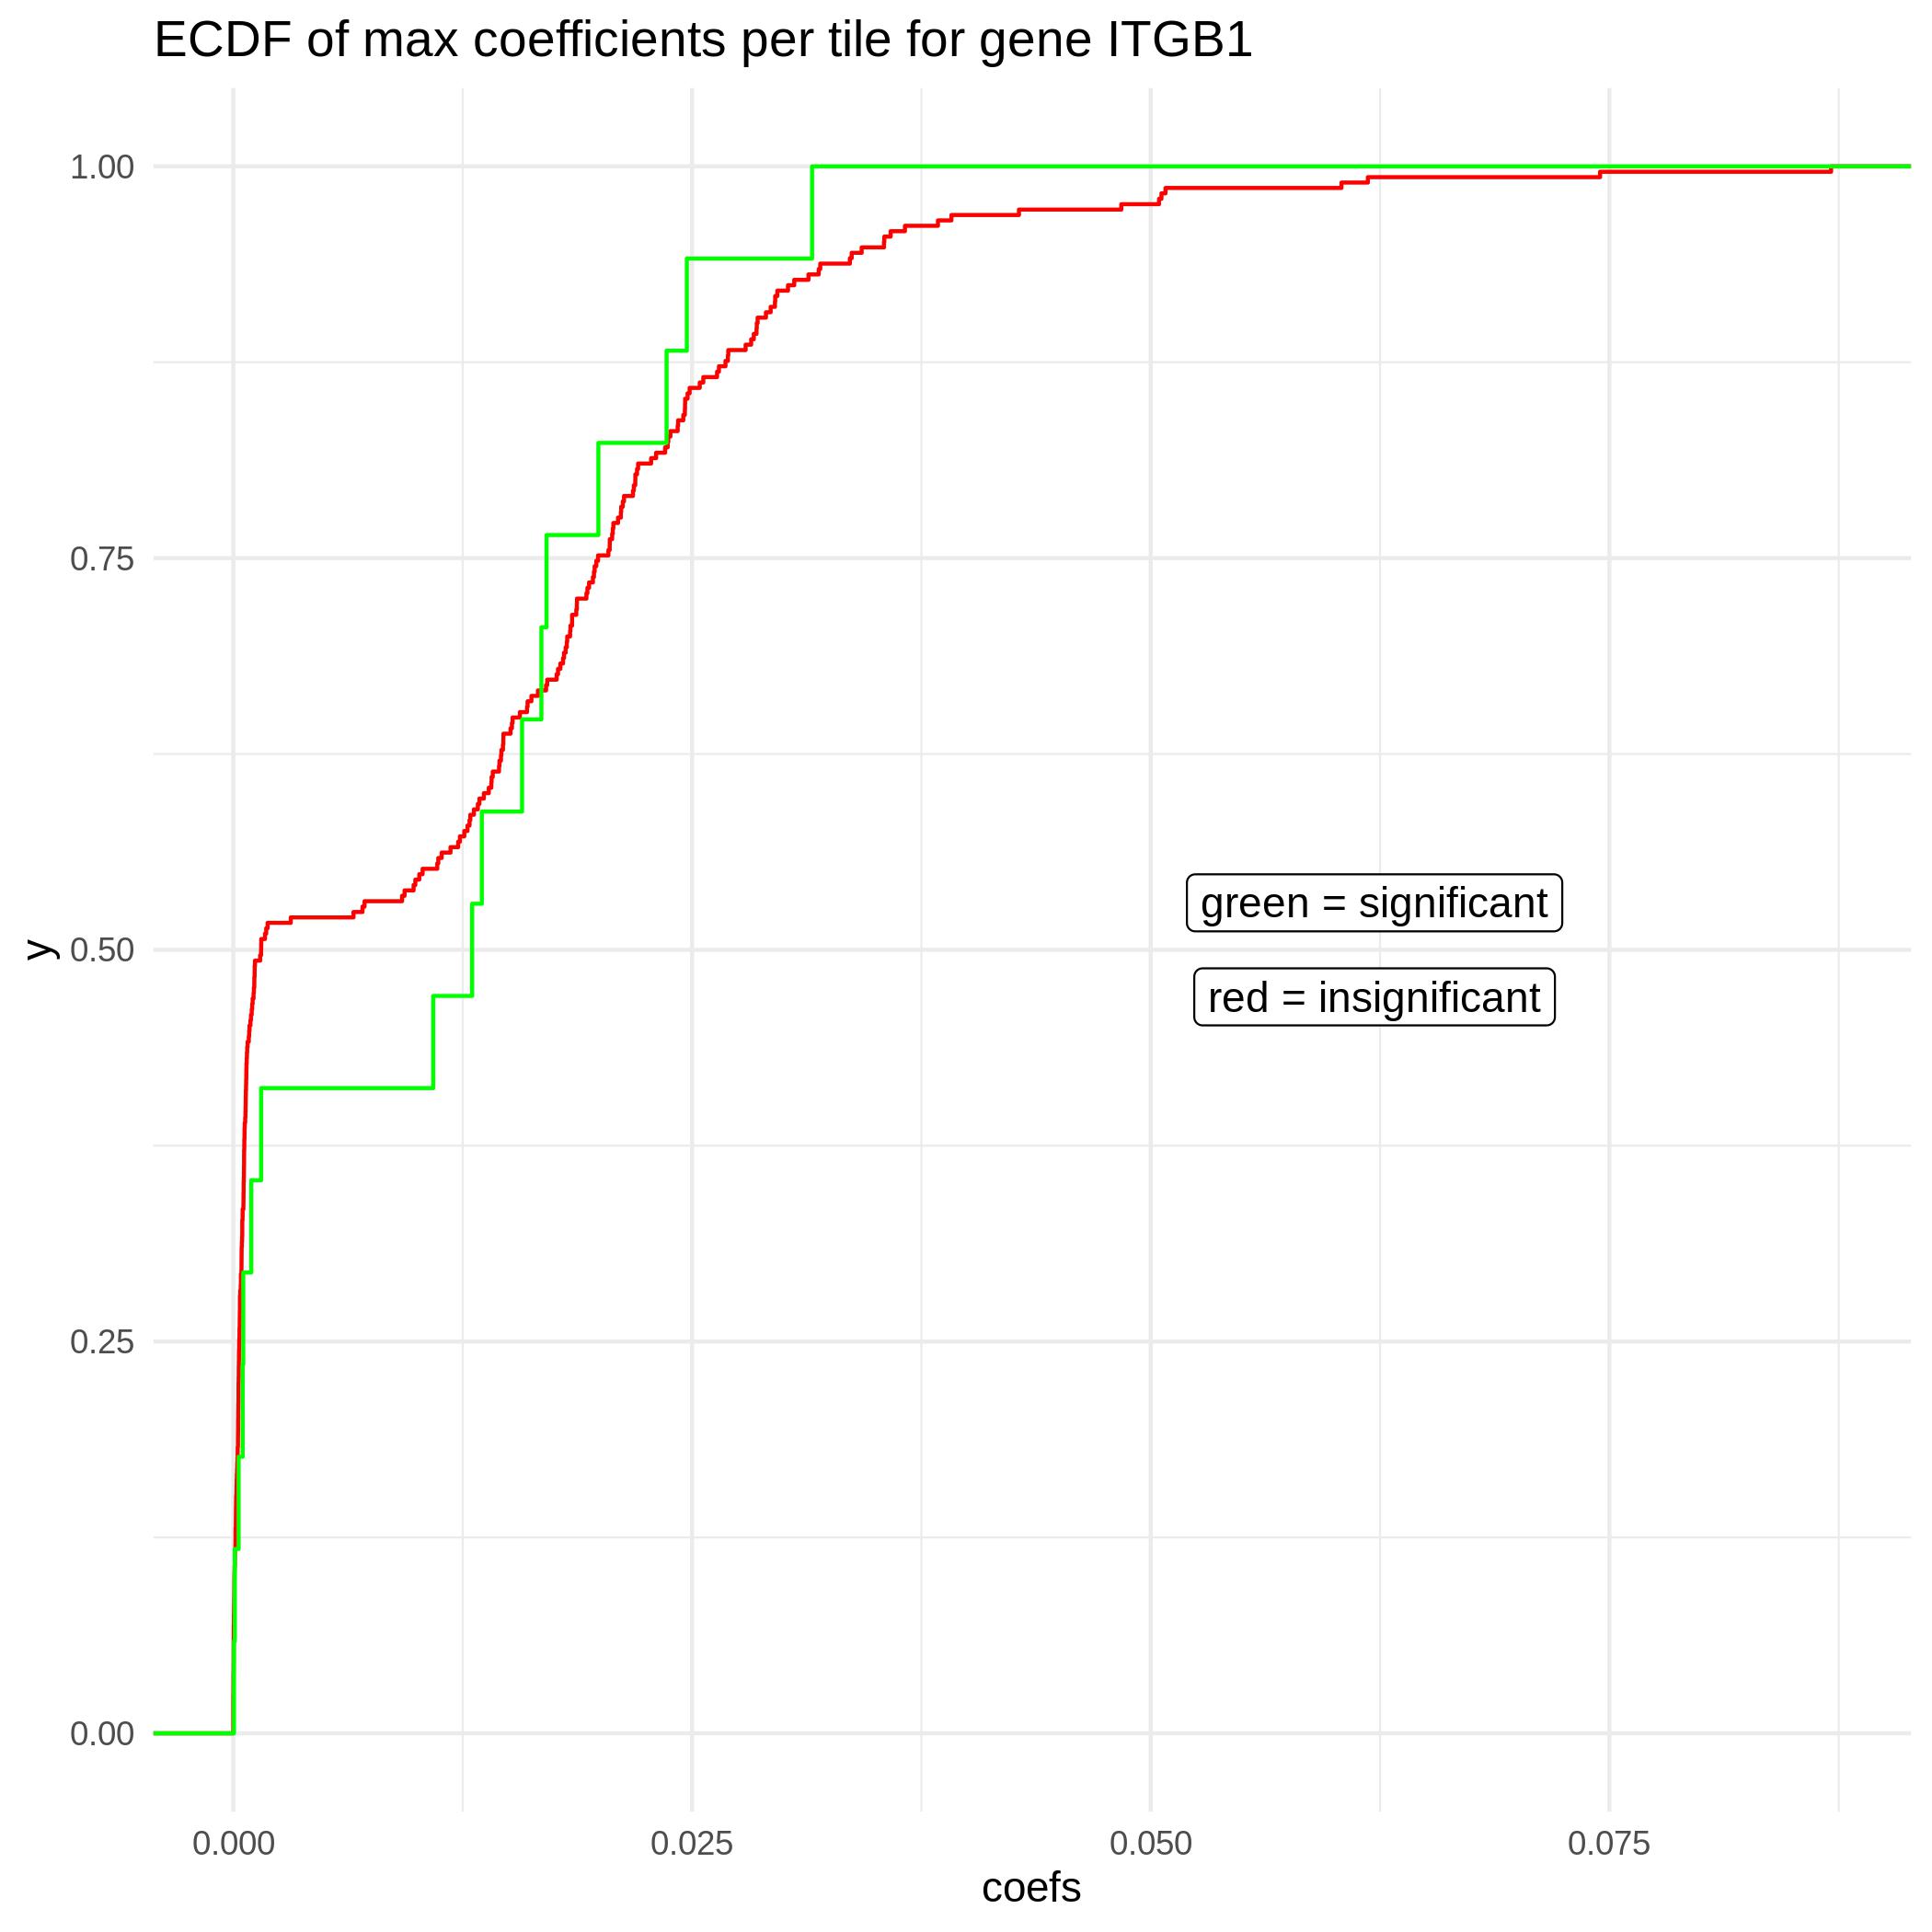 ECDF of max coefficients per tile for gene ITGB1
1.00
0.75
0.50
0.25
0.00
y
green = significant
red = insignificant
0.000 0.025 0.050 0.075
coefs